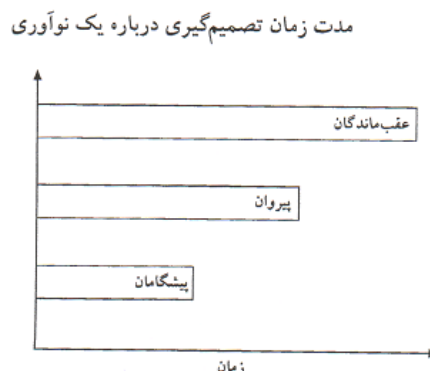 مدت زمان تصمیم‌گیری درباره یک نوآوری
عقب‌ماندگان
پیروان
پیشگامان
زمان